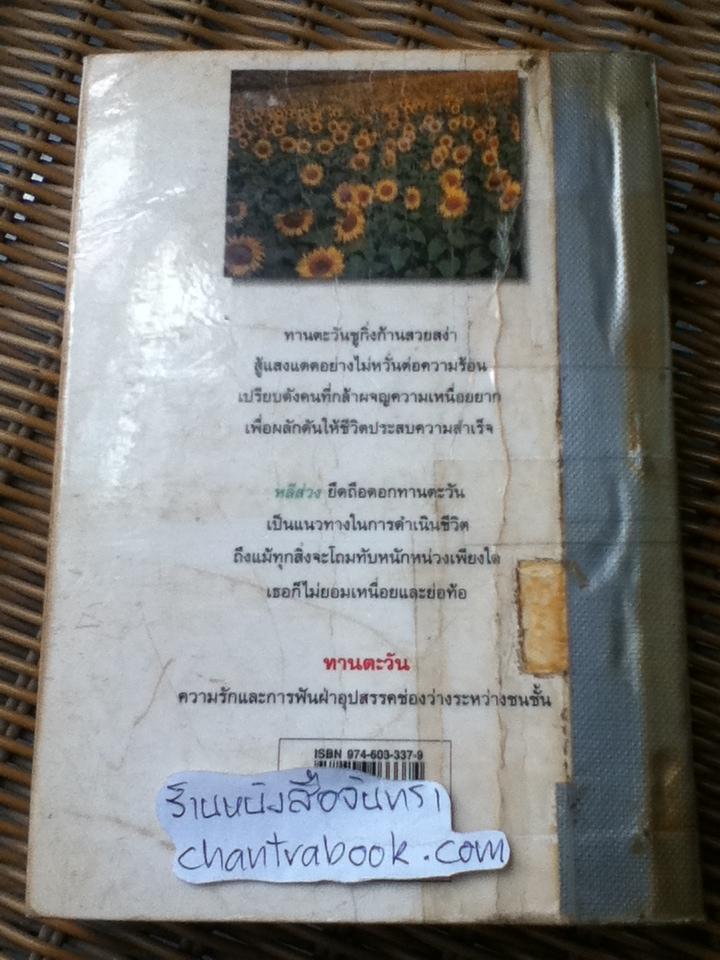 ทานตะวันชูกิ่งก้านสวยสง่า
สู้แสงแดดอย่างไม่หวั่นต่อความร้อน
เปรียบดังคนที่กล้าผจญความเหนื่อยยาก
เพื่อผลักดันให้ชีวิตประสบความสำเร็จ
หลีส่วง ยึดถือดอกทานตะวัน
เป็นแนวทางในการดำเนินชีวิต
ถึงแม้ทุกสิ่งจะโถมทับหนักหน่วงเพียงใด
เธอก็ไม่ยอมเหนื่อยและย่อท้อ
ทานตะวัน
ความรักและการฟันฝ่าอุปสรรคช่องว่างระหว่างชนชั้น
ISBN 974-603-337-9
ร้านหนังสือจันทรา
chantrabook.com